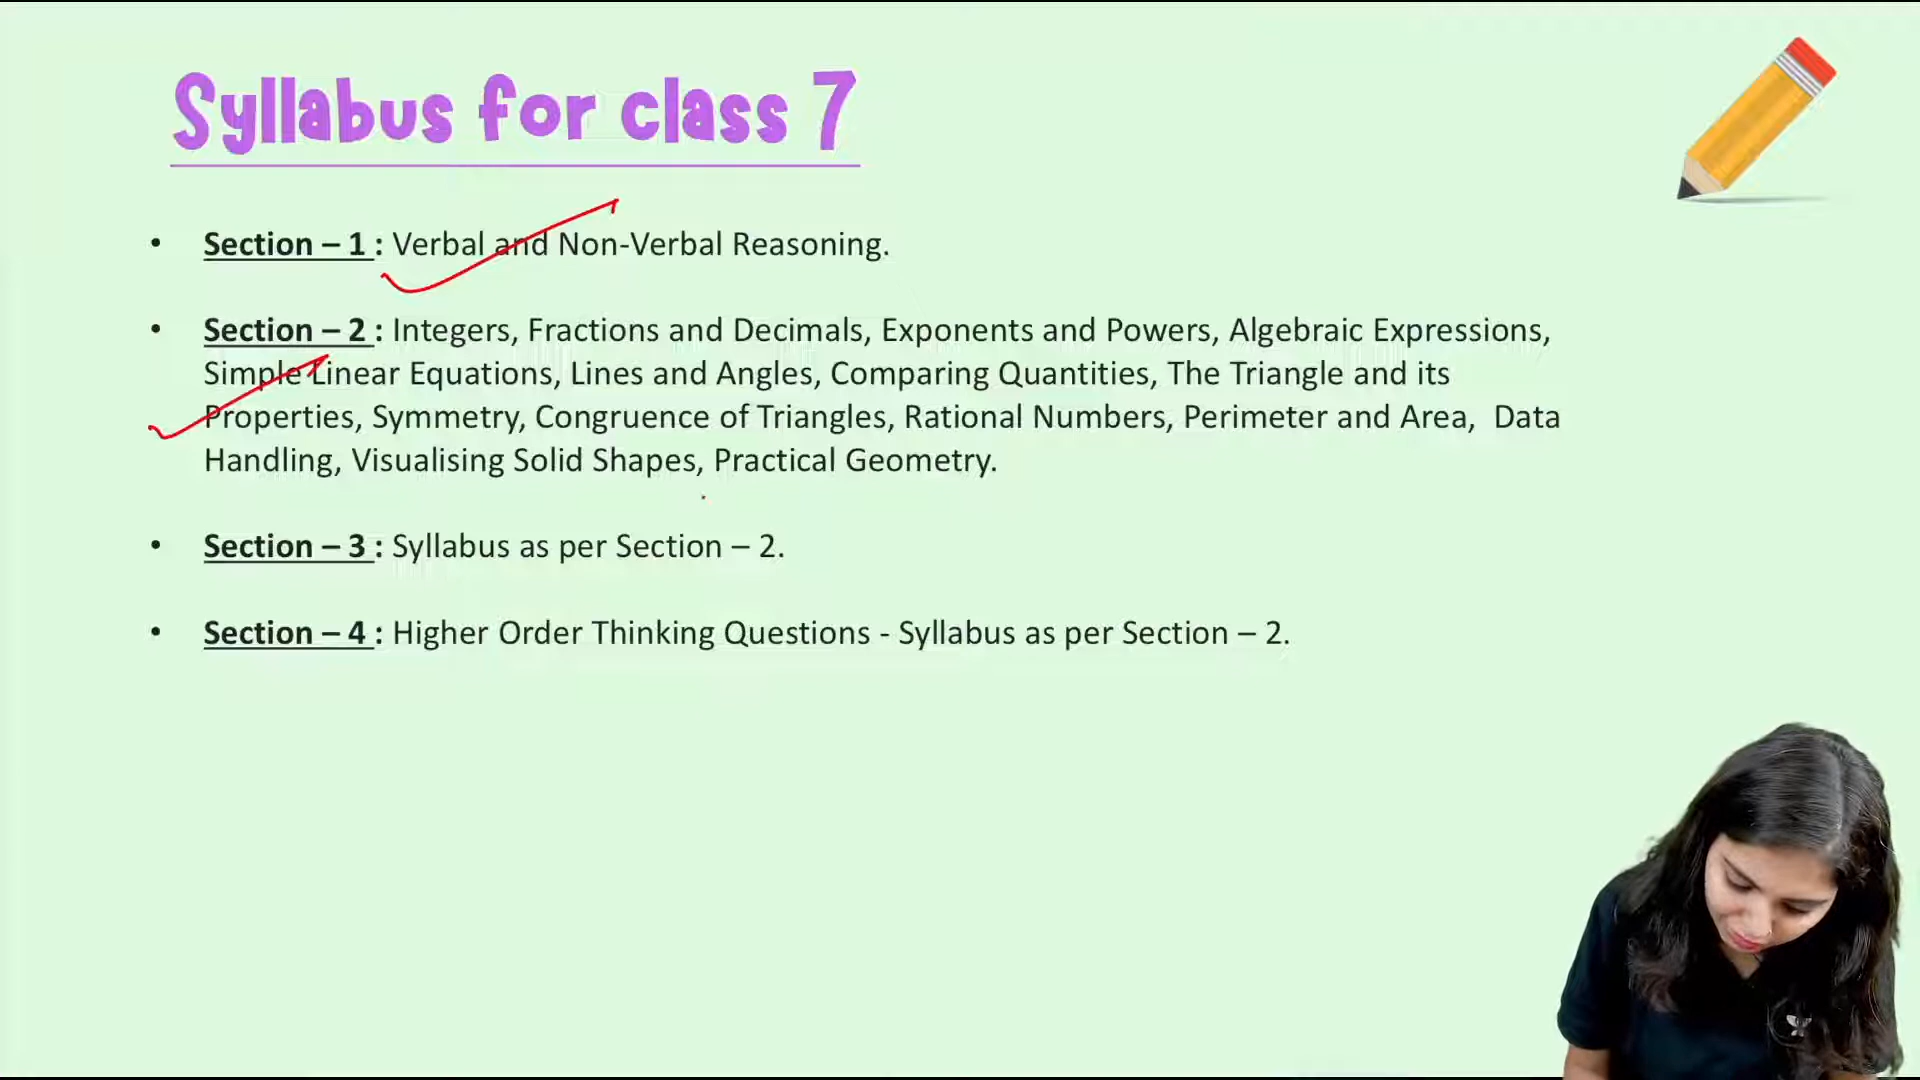 Syllabus for class 7
• Section – 1 : Verbal and Non-Verbal Reasoning.
• Section – 2 : Integers, Fractions and Decimals, Exponents and Powers, Algebraic Expressions,
Simple Linear Equations, Lines and Angles, Comparing Quantities, The Triangle and its
Properties, Symmetry, Congruence of Triangles, Rational Numbers, Perimeter and Area, Data
Handling, Visualising Solid Shapes, Practical Geometry.
• Section – 3 : Syllabus as per Section – 2.
• Section – 4 : Higher Order Thinking Questions - Syllabus as per Section – 2.